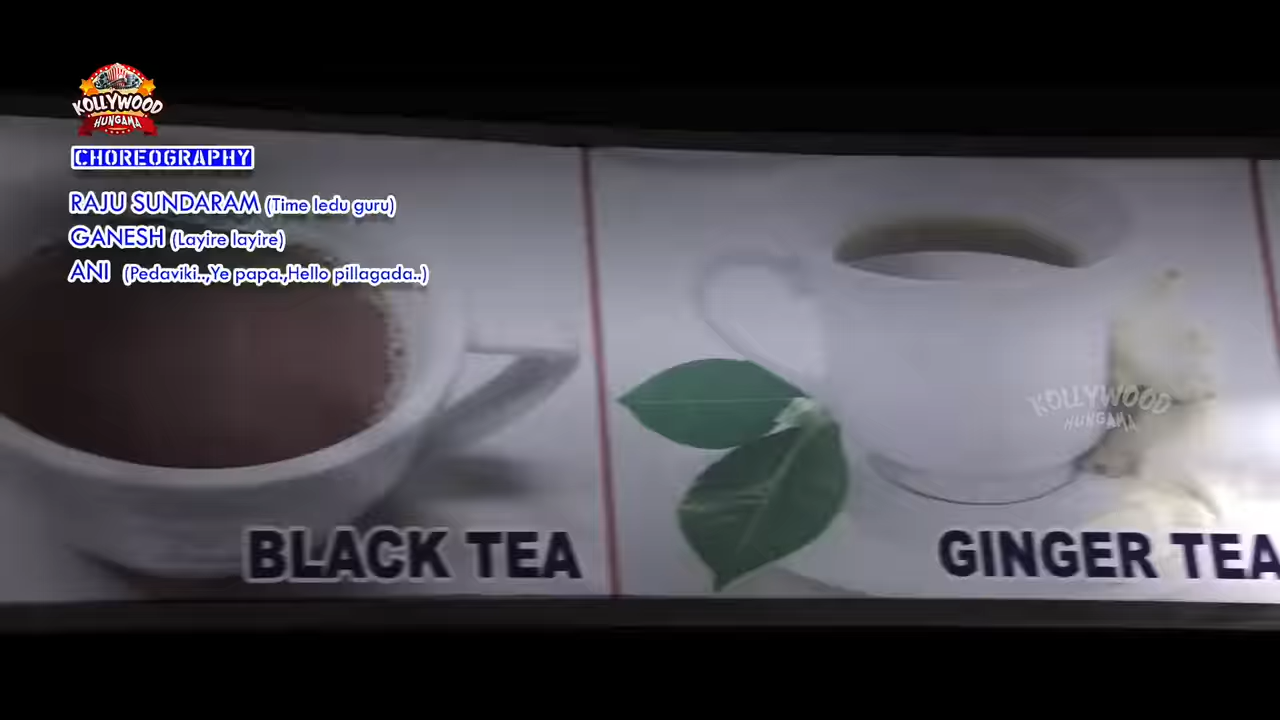 KOLLYWOOD
HUNGAMA
CHOREOGRAPHY
RAJU SUNDARAM (Time ledu guru)
GANESH (Layire layire)
ANI (Pedaviki..,Ye papa.,Hello pillagada..)
KOLLYWOOD
HUNGAMA
BLACK TEA
GINGER TEA